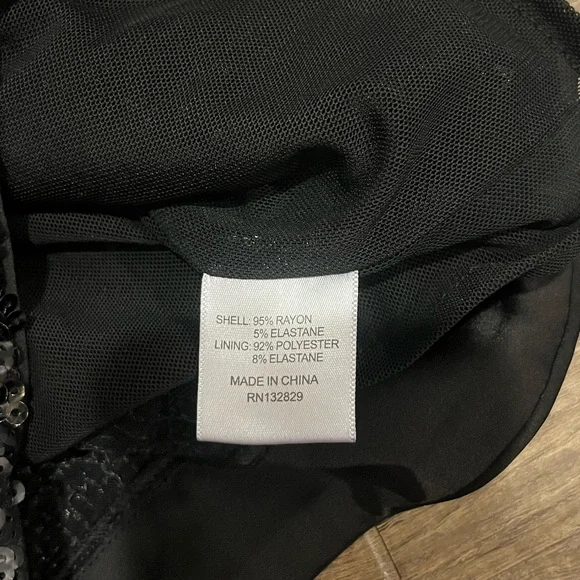 SHELL: 95% RAYON
5% ELASTANE
LINING: 92% POLYESTER
8% ELASTANE
MADE IN CHINA
RN132829